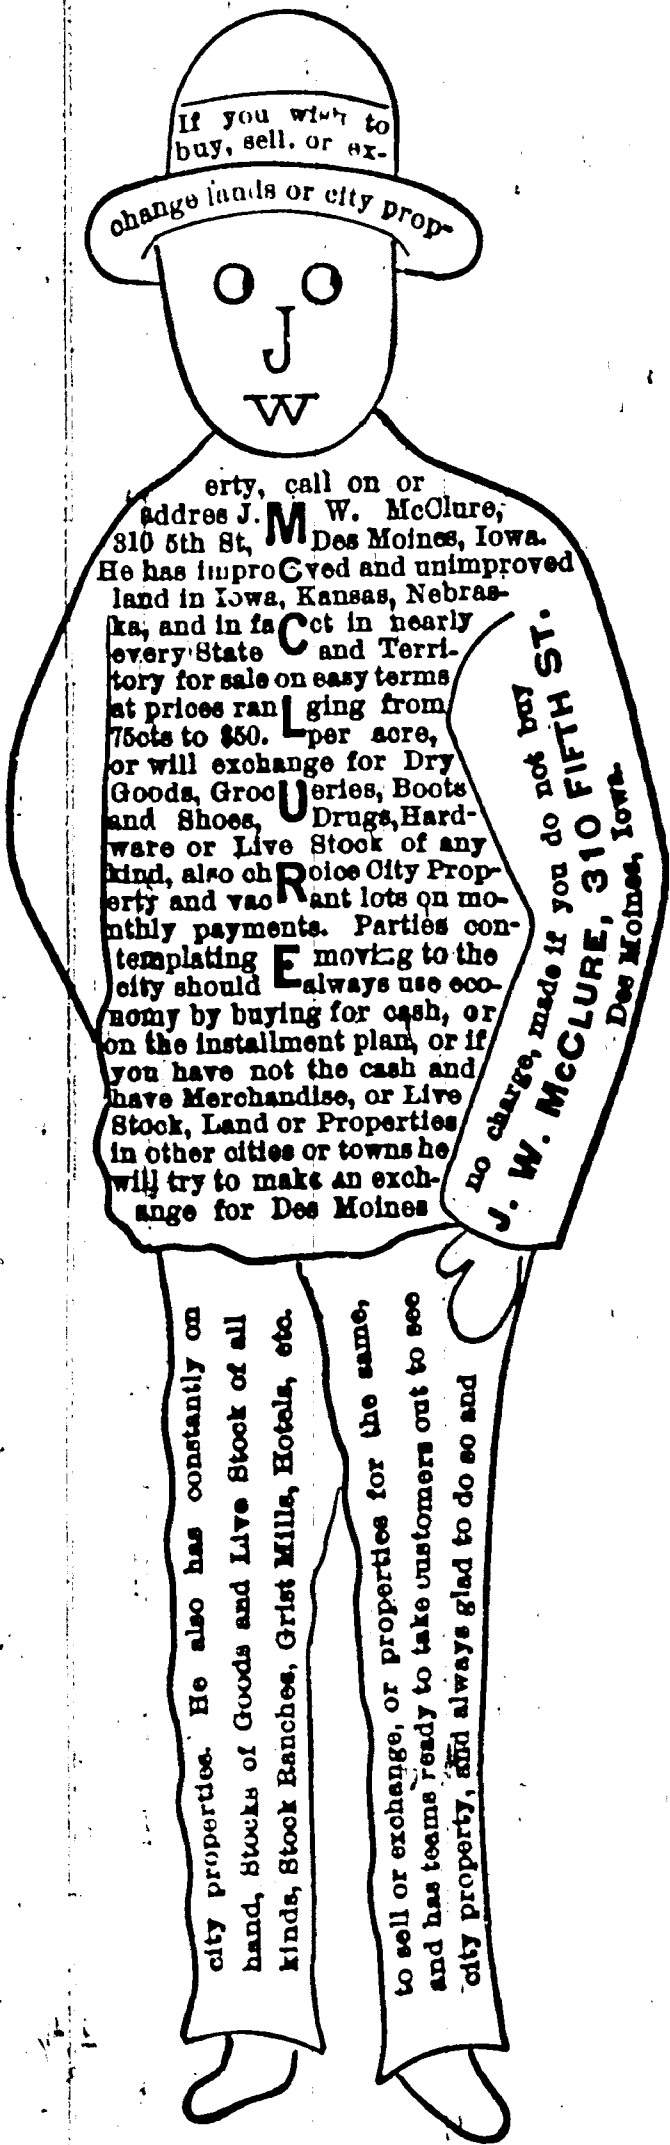 If you wish to
buy, sell, or ex-
change lands or city prop-
O O
J
W
erty, call on or
addres J. M W. McClure,
310 5th St, Des Moines, Iowa.
He has improCved and unimproved
land in Iowa, Kansas, Nebras-
ka, and in faCct in nearly
every State and Terri-
tory for sale on easy terms
at prices ranLging from
75cts to $50. per acre,
or will exchange for Dry
Goods, GrocUeries, Boots
and Shoes, Drugs, Hard-
ware or Live Stock of any
kind, also chRoice City Prop-
erty and vacant lots on mo-
nthly payments. Parties con-
templating E moving to the
city should always use eco-
nomy by buying for cash, or
on the installment plan, or if
you have not the cash and
have Merchandise, or Live
Stock, Land or Properties
in other cities or towns he
will try to make an exch-
ange for Des Moines
city properties. He also has constantly on
hand, Stocks of Goods and Live Stock of all
kinds, Stock Ranches, Grist Mills, Hotels, etc.
to sell or exchange, or properties for the same,
and has teams ready to take customers out to see
city property, and always glad to do so and
no charge, made if you do not buy
J. W. McCLURE, 310 FIFTH ST.
Des Moines, Iowa.